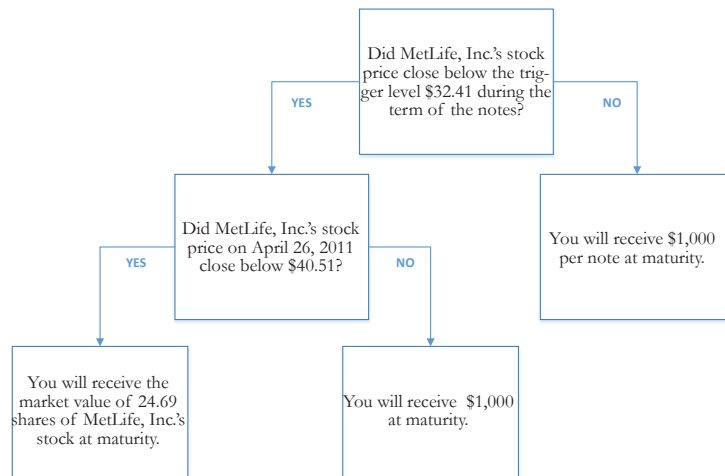 Did MetLife, Inc.'s stock
price close below the trig-
ger level $32.41 during the
term of the notes?
YES
NO
Did MetLife, Inc.'s stock
price on April 26, 2011
close below $40.51?
You will receive $1,000
per note at maturity.
YES
NO
You will receive the
market value of 24.69
shares of MetLife, Inc.'s
stock at maturity.
You will receive $1,000
at maturity.